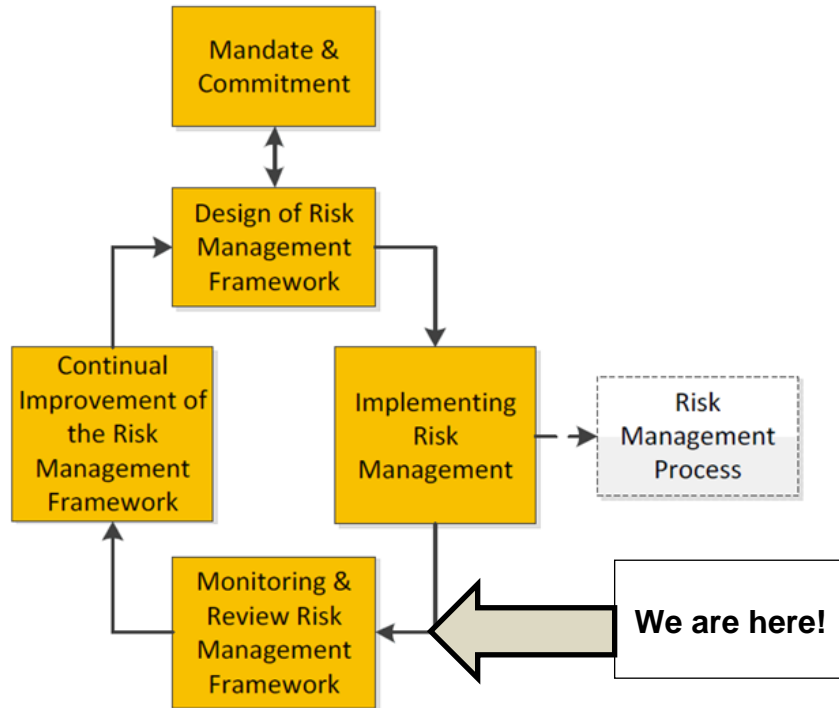 Mandate &
Commitment
Design of Risk
Management
Framework
Continual
Improvement of
the Risk
Management
Framework
Implementing
Risk
Management
Risk
Management
Process
Monitoring &
Review Risk
Management
Framework
We are here!